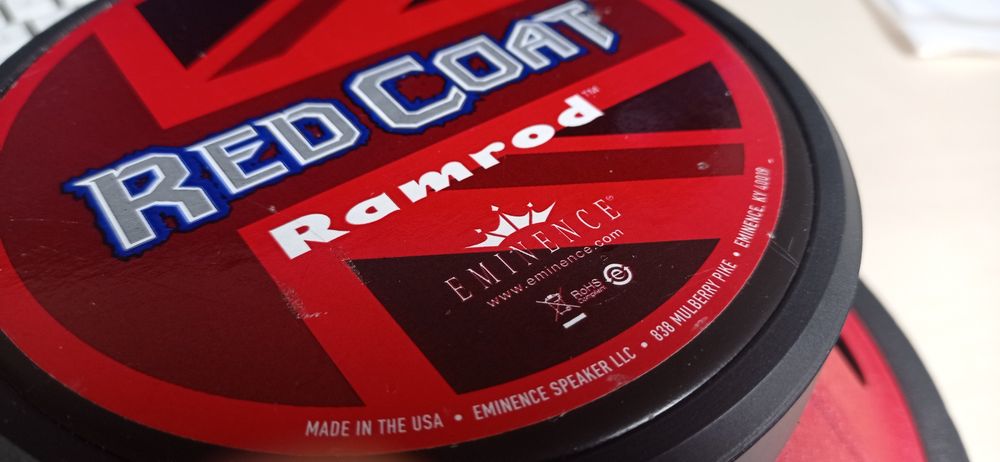 RED COAT
Ramrod™
EMINENCE®
www.eminence.com
RoHS
Compliant
e
MADE IN THE USA • EMINENCE SPEAKER LLC • 838 MULBERRY PIKE • EMINENCE, KY 40019